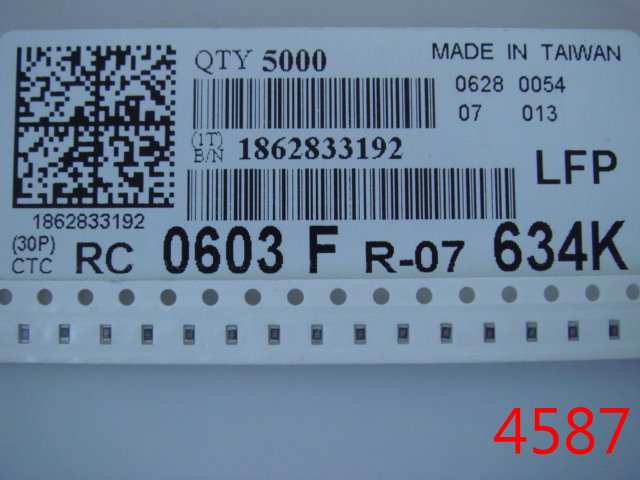 QTY 5000
MADE IN TAIWAN
0628 0054
07 013
(1T)
B/N 1862833192
LFP
1862833192
(30P)
CTC RC 0603 F R-07 634K
4587